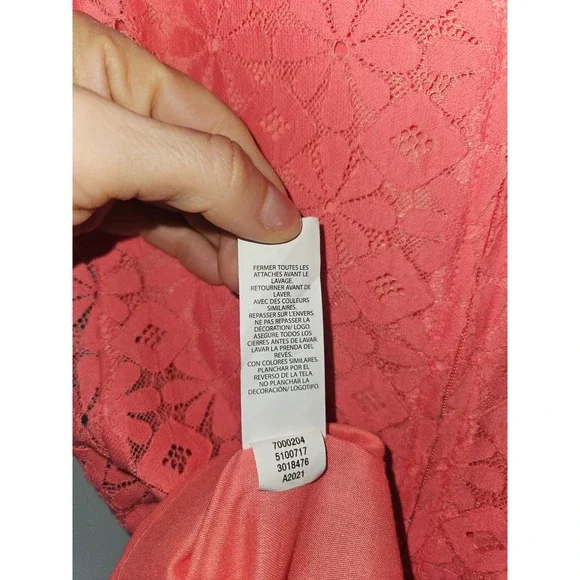 FERMER TOUTES LES
ATTACHES AVANT LE
LAVAGE.
RETOURNER AVANT DE
LAVER.
AVEC DES COULEURS
SIMILAIRES.
REPASSER SUR L'ENVERS.
NE PAS REPASSER LA
DÉCORATION/ LOGO.
ASEGURE TODOS LOS
CIERRES ANTES DE LAVAR.
LAVAR LA PRENDA DEL
REVÉS.
CON COLORES SIMILARES.
PLANCHAR POR EL
REVERSO DE LA TELA.
NO PLANCHAR LA
DECORACIÓN/ LOGOTIPO.
7000204
5100717
3018476
A2021